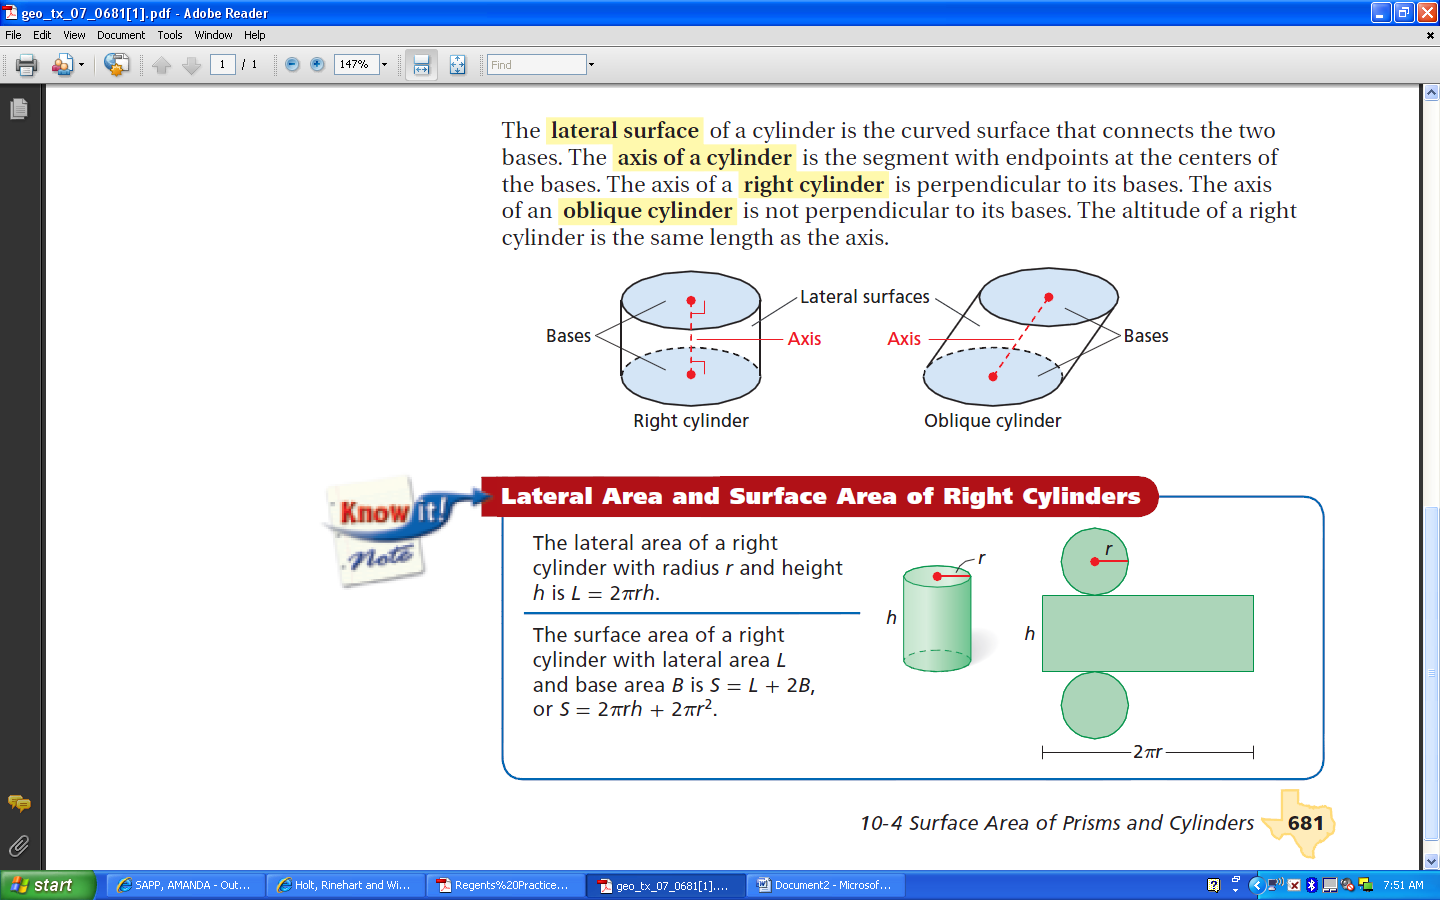 geo_tx_07_0681[1].pdf - Adobe Reader
File Edit View Document Tools Window Help
1 / 1 147% Find
The lateral surface of a cylinder is the curved surface that connects the two
bases. The axis of a cylinder is the segment with endpoints at the centers of
the bases. The axis of a right cylinder is perpendicular to its bases. The axis
of an oblique cylinder is not perpendicular to its bases. The altitude of a right
cylinder is the same length as the axis.
Lateral surfaces
Bases Axis Axis Bases
Right cylinder Oblique cylinder
Know it!
Note
Lateral Area and Surface Area of Right Cylinders
The lateral area of a right
cylinder with radius r and height
h is L = 2πrh.
The surface area of a right
cylinder with lateral area L
and base area B is S = L + 2B,
or S = 2πrh + 2πr².
r
h
r
h
2πr
10-4 Surface Area of Prisms and Cylinders 681
start SAPP, AMANDA - Out... Holt, Rinehart and Wi... Regents%20Practice... geo_tx_07_0681[1].... Document2 - Microsof... 7:51 AM